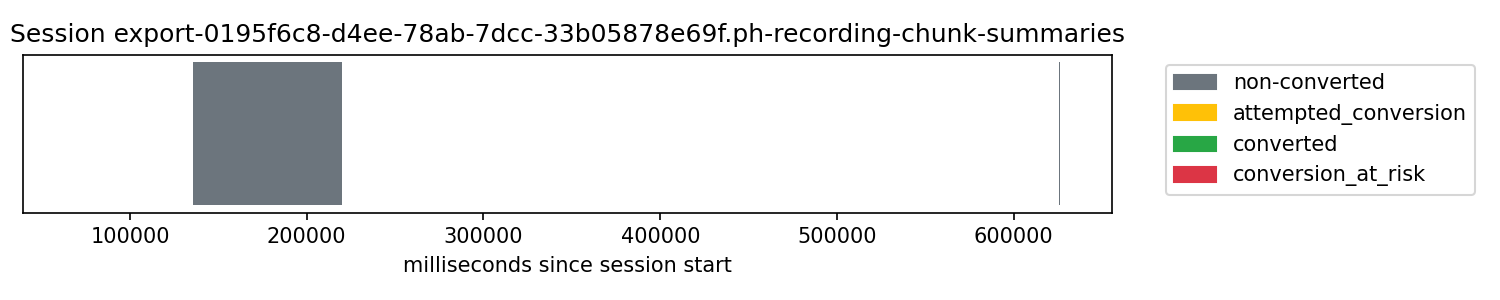 Session export-0195f6c8-d4ee-78ab-7dcc-33b05878e69f.ph-recording-chunk-summaries
non-converted
attempted_conversion
converted
conversion_at_risk
100000 200000 300000 400000 500000 600000
milliseconds since session start